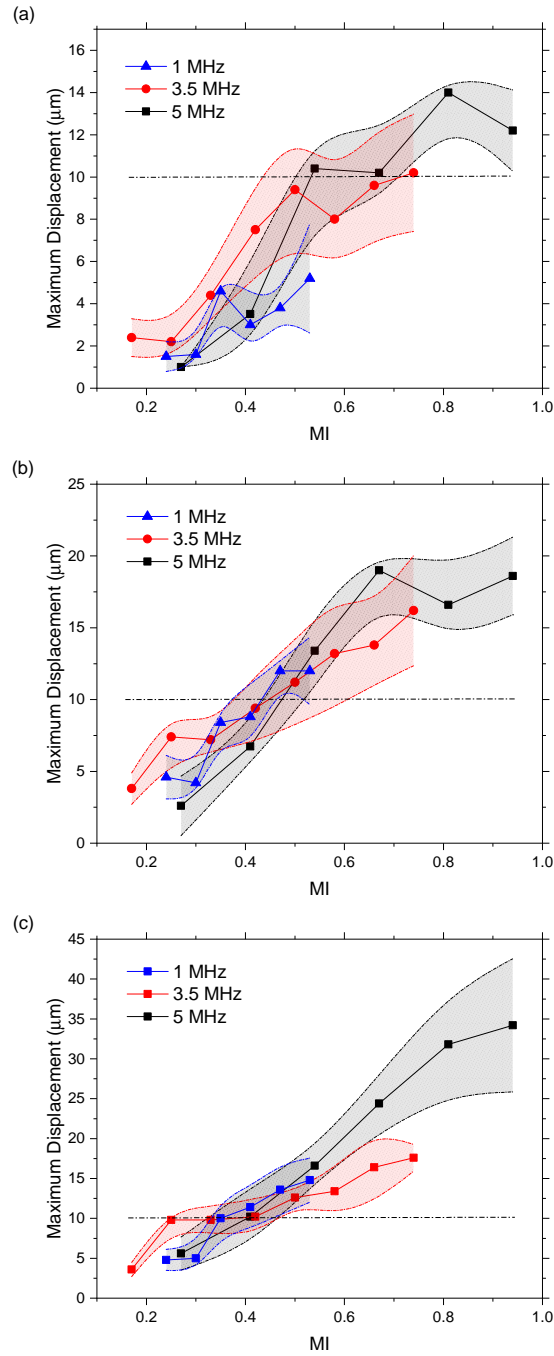 (a)
1 MHz
3.5 MHz
5 MHz
Maximum Displacement (μm)
16
14
12
10
8
6
4
2
0
0.2
0.4
0.6
0.8
1.0
MI
(b)
1 MHz
3.5 MHz
5 MHz
Maximum Displacement (μm)
25
20
15
10
5
0
0.2
0.4
0.6
0.8
1.0
MI
(c)
1 MHz
3.5 MHz
5 MHz
Maximum Displacement (μm)
45
40
35
30
25
20
15
10
5
0
0.2
0.4
0.6
0.8
1.0
MI